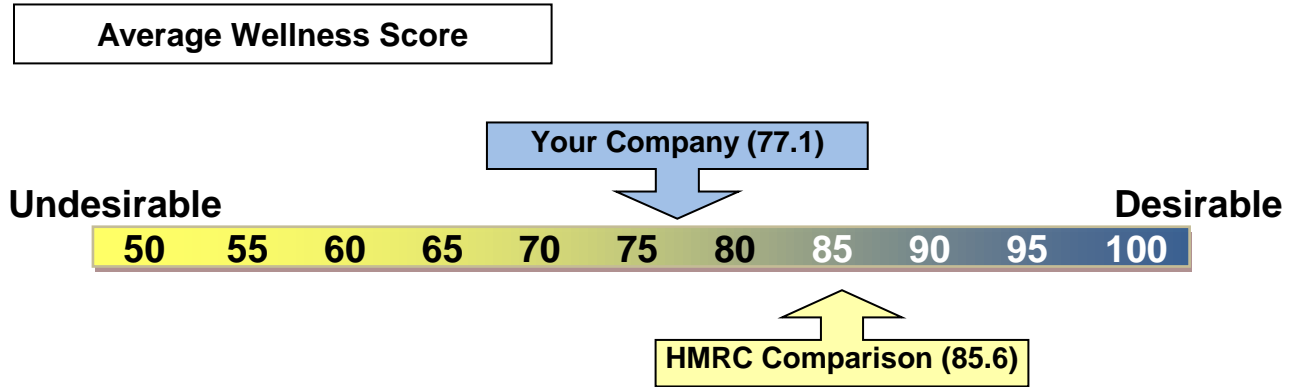 Average Wellness Score
Your Company (77.1)
Undesirable
Desirable
50 55 60 65 70 75 80 85 90 95 100
HMRC Comparison (85.6)